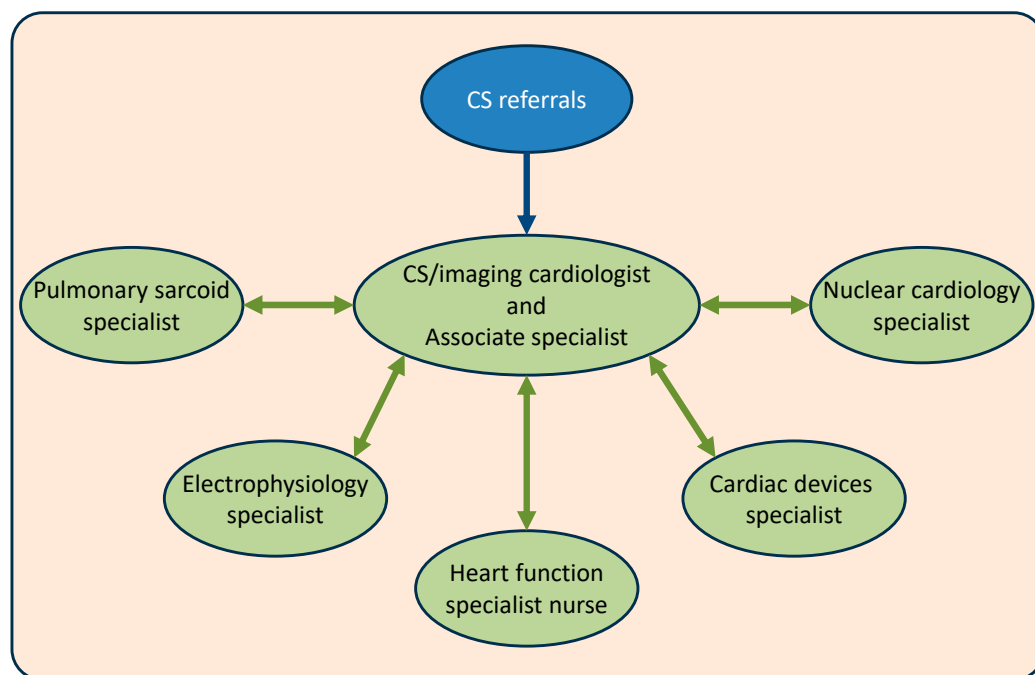 CS referrals
CS/imaging cardiologist
and
Associate specialist
Pulmonary sarcoid
specialist
Nuclear cardiology
specialist
Electrophysiology
specialist
Cardiac devices
specialist
Heart function
specialist nurse